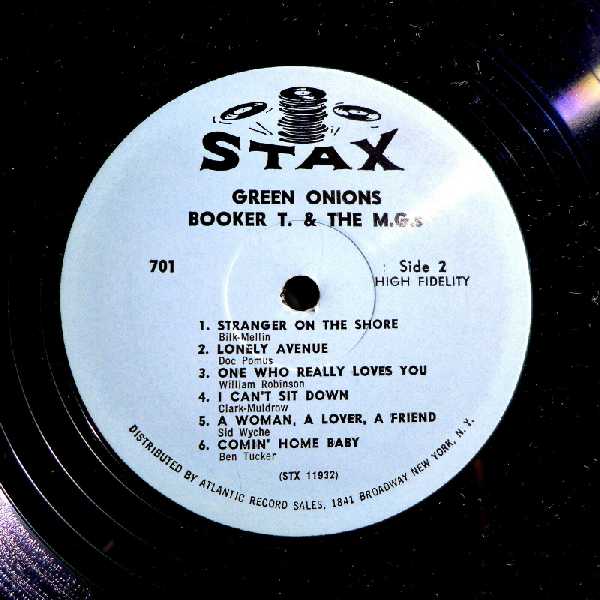 STAX
GREEN ONIONS
BOOKER T. & THE M.G.s
701
Side 2
HIGH FIDELITY
1. STRANGER ON THE SHORE
Bilk-Mellin
2. LONELY AVENUE
Doc Pomus
3. ONE WHO REALLY LOVES YOU
William Robinson
4. I CAN'T SIT DOWN
Clark-Muldrow
5. A WOMAN, A LOVER, A FRIEND
Sid Wyche
6. COMIN' HOME BABY
Ben Tucker
(STX 11932)
DISTRIBUTED BY ATLANTIC RECORD SALES, 1841 BROADWAY NEW YORK, N. Y.